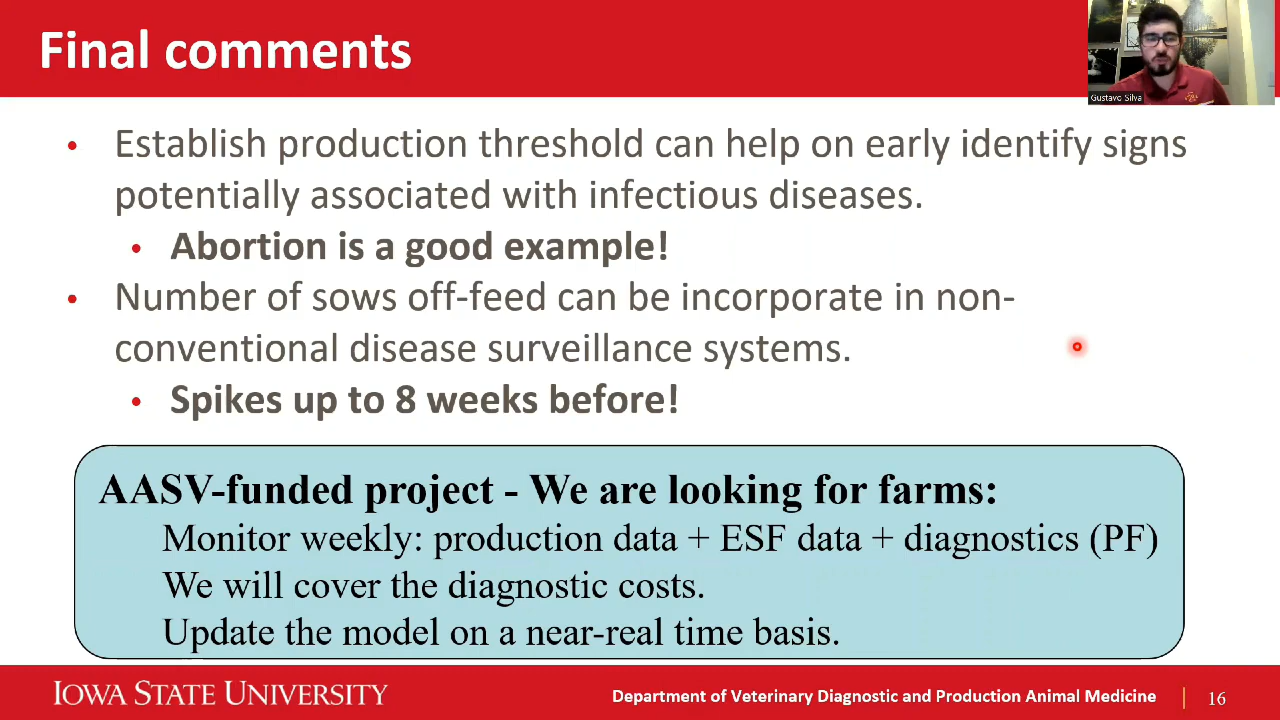 Final comments
Gustavo Silva
• Establish production threshold can help on early identify signs
potentially associated with infectious diseases.
• Abortion is a good example!
• Number of sows off-feed can be incorporate in non-
conventional disease surveillance systems.
• Spikes up to 8 weeks before!
AASV-funded project - We are looking for farms:
Monitor weekly: production data + ESF data + diagnostics (PF)
We will cover the diagnostic costs.
Update the model on a near-real time basis.
IOWA STATE UNIVERSITY
Department of Veterinary Diagnostic and Production Animal Medicine
16